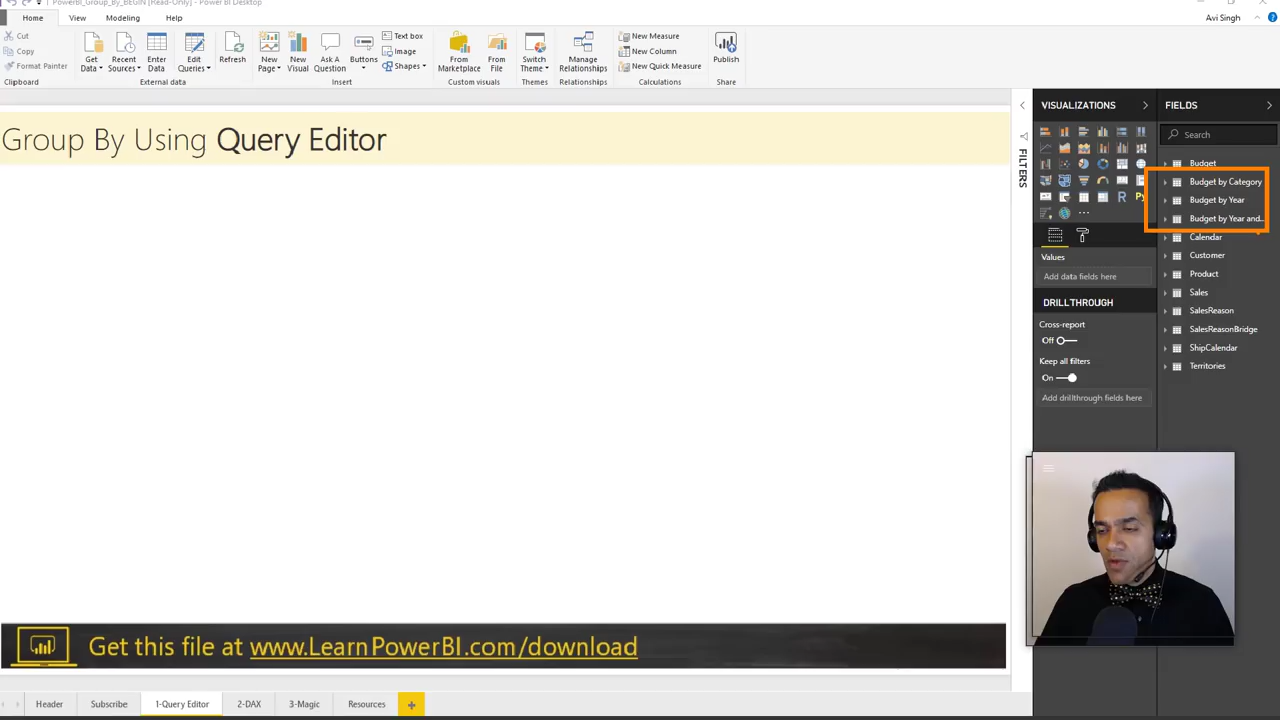 PowerBI_Group_By_BEGIN [Read-Only] - Power BI Desktop
Home
View
Modeling
Help
Avi Singh
Cut
Copy
Format Painter
Clipboard
Get Data
Recent Sources
Enter Data
Edit Queries
Refresh
External data
New Page
New Visual
Ask A Question
Buttons
Text box
Image
Shapes
Insert
From Marketplace
From File
Custom visuals
Switch Theme
Themes
Manage Relationships
Relationships
New Measure
New Column
New Quick Measure
Calculations
Publish
Share
Group By Using Query Editor
Get this file at www.LearnPowerBI.com/download
FILTERS
VISUALIZATIONS
R
Py
Values
Add data fields here
DRILLTHROUGH
Cross-report
Off
Keep all filters
On
Add drillthrough fields here
FIELDS
Search
Budget
Budget by Category
Budget by Year
Budget by Year and...
Calendar
Customer
Product
Sales
SalesReason
SalesReasonBridge
ShipCalendar
Territories
Header
Subscribe
1-Query Editor
2-DAX
3-Magic
Resources